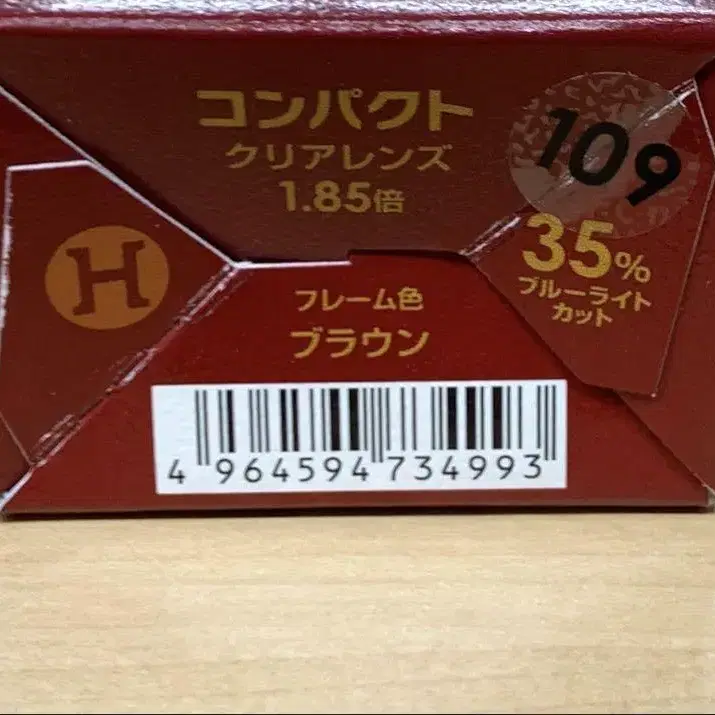 コンパクト
クリアレンズ
1.85倍
109
35%
ブルーライト
カット
H
フレーム色
ブラウン
4 964594 734993